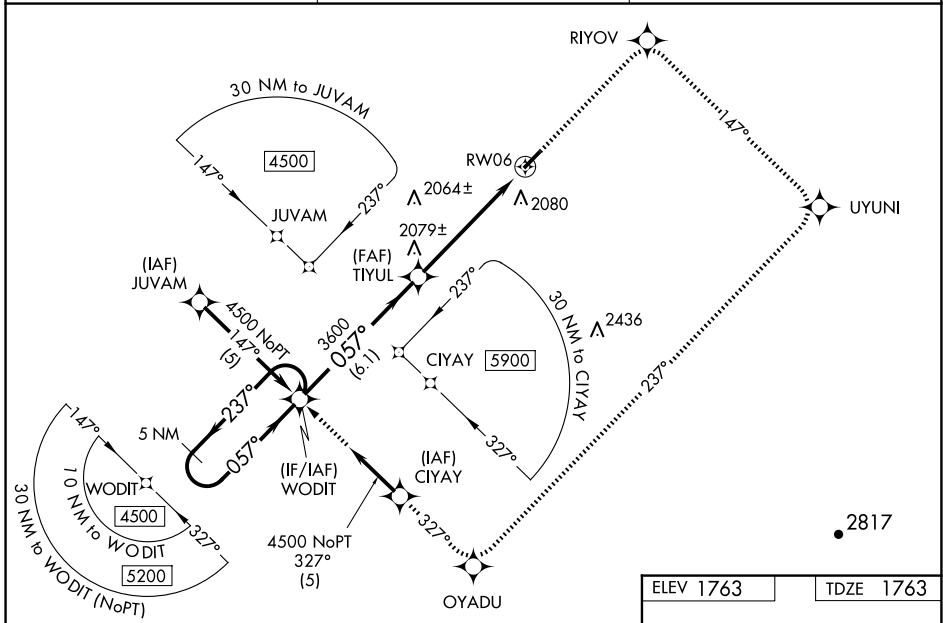 RIYOV
30 NM to JUVAM
4500
147°
237°
JUVAM
147°
RW06
2064±
2080
UYUNI
2079±
(FAF)
TIYUL
(IAF)
JUVAM
237°
30 NM to CIYAY
2436
4500 NoPT
147°
(5)
3600
057°
(6.1)
CIYAY
5900
327°
237°
237°
057°
5 NM
147°
(IF/IAF)
WODIT
(IAF)
CIYAY
WODIT
4500
10 NM to WODIT
327°
5200
30 NM to WODIT (NoPT)
4500 NoPT
327°
(5)
327°
OYADU
2817
ELEV 1763
TDZE 1763